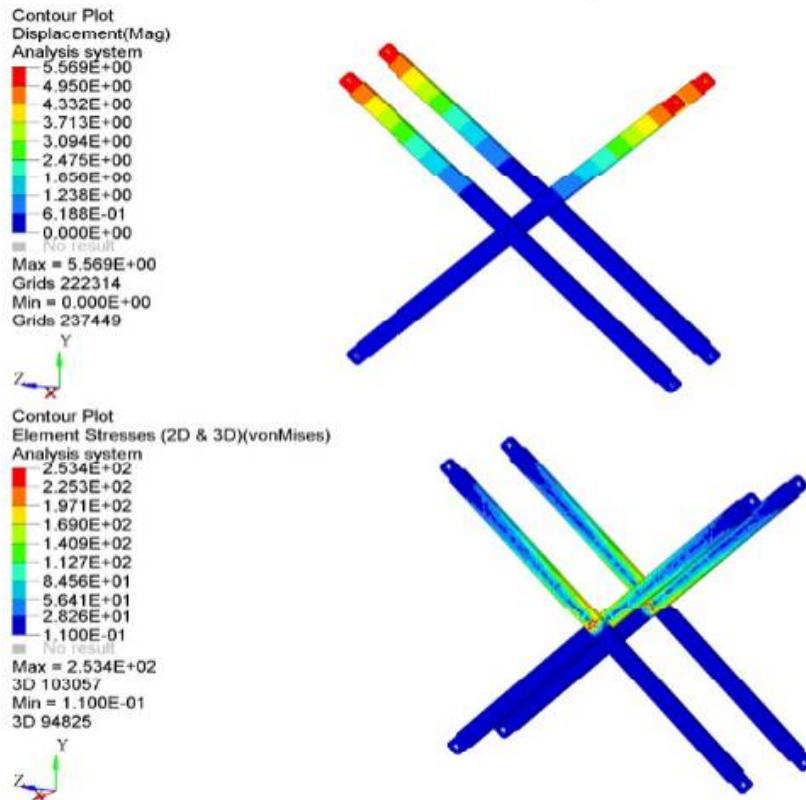 Contour Plot
Displacement(Mag)
Analysis system
5.569E+00
4.950E+00
4.332E+00
3.713E+00
3.094E+00
2.475E+00
1.856E+00
1.238E+00
6.188E-01
0.000E+00
No result
Max = 5.569E+00
Grids 222314
Min = 0.000E+00
Grids 237449
Y
Z
X
Contour Plot
Element Stresses (2D & 3D)(vonMises)
Analysis system
2.534E+02
2.253E+02
1.971E+02
1.690E+02
1.409E+02
1.127E+02
8.456E+01
5.641E+01
2.826E+01
1.100E-01
No result
Max = 2.534E+02
3D 103057
Min = 1.100E-01
3D 94825
Y
Z
X